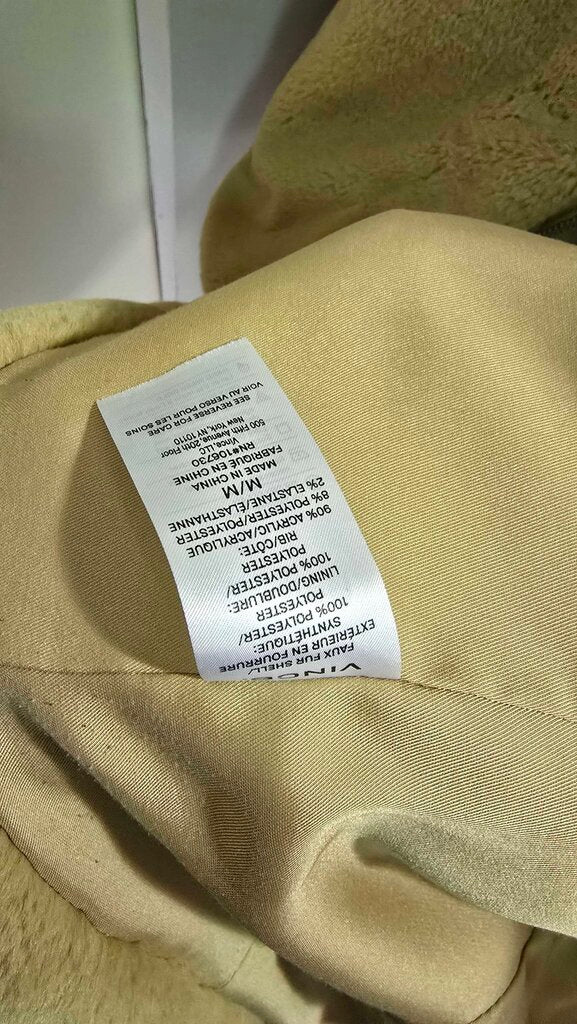 VINCE
FAUX FUR SHELL/
EXTÉRIEUR EN FOURRURE
SYNTHÉTIQUE:
100% POLYESTER/
POLYESTER
LINING/DOUBLURE:
100% POLYESTER/
POLYESTER
RIB/CÔTE:
90% ACRYLIC/ACRYLIQUE
8% POLYESTER/POLYESTER
2% ELASTANE/ÉLASTHANNE
M/M
MADE IN CHINA
FABRIQUÉ EN CHINE
RN#106730
Vince, LLC
500 Fifth Avenue, 20th Floor
New York, NY 10110
SEE REVERSE FOR CARE
VOIR AU VERSO POUR LES SOINS